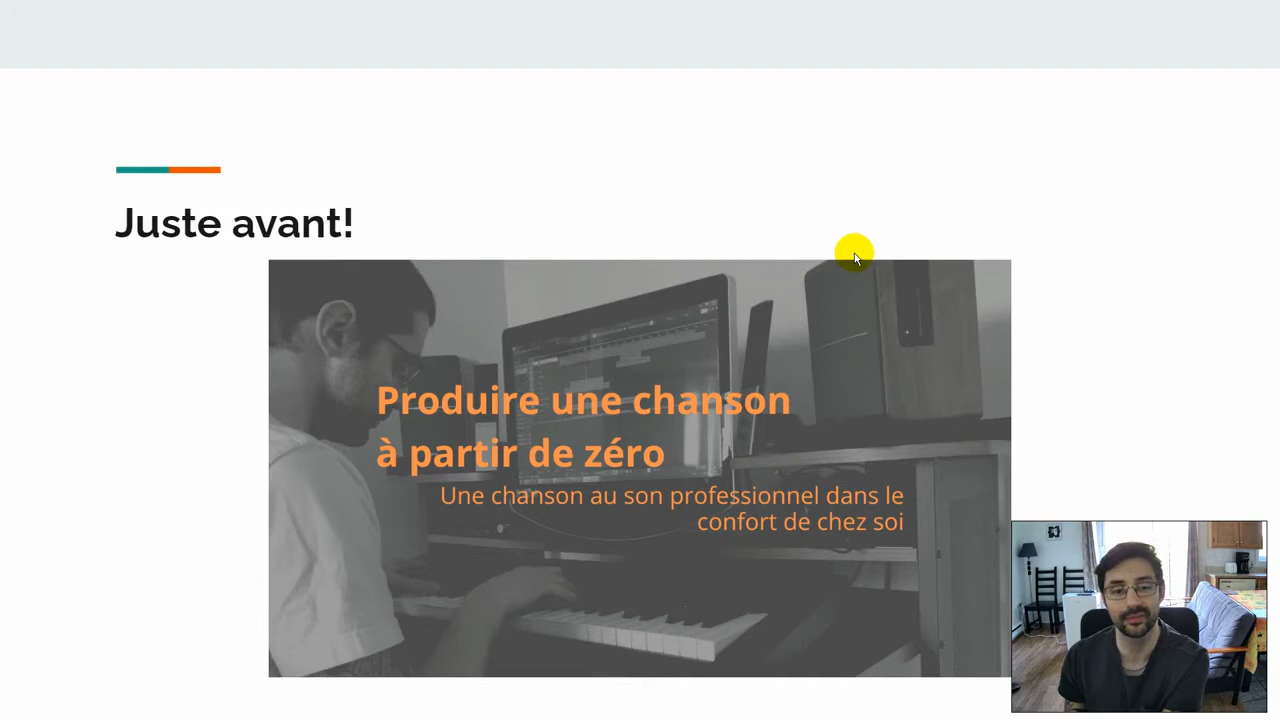 Juste avant!
Produire une chanson
à partir de zéro
Une chanson au son professionnel dans le
confort de chez soi